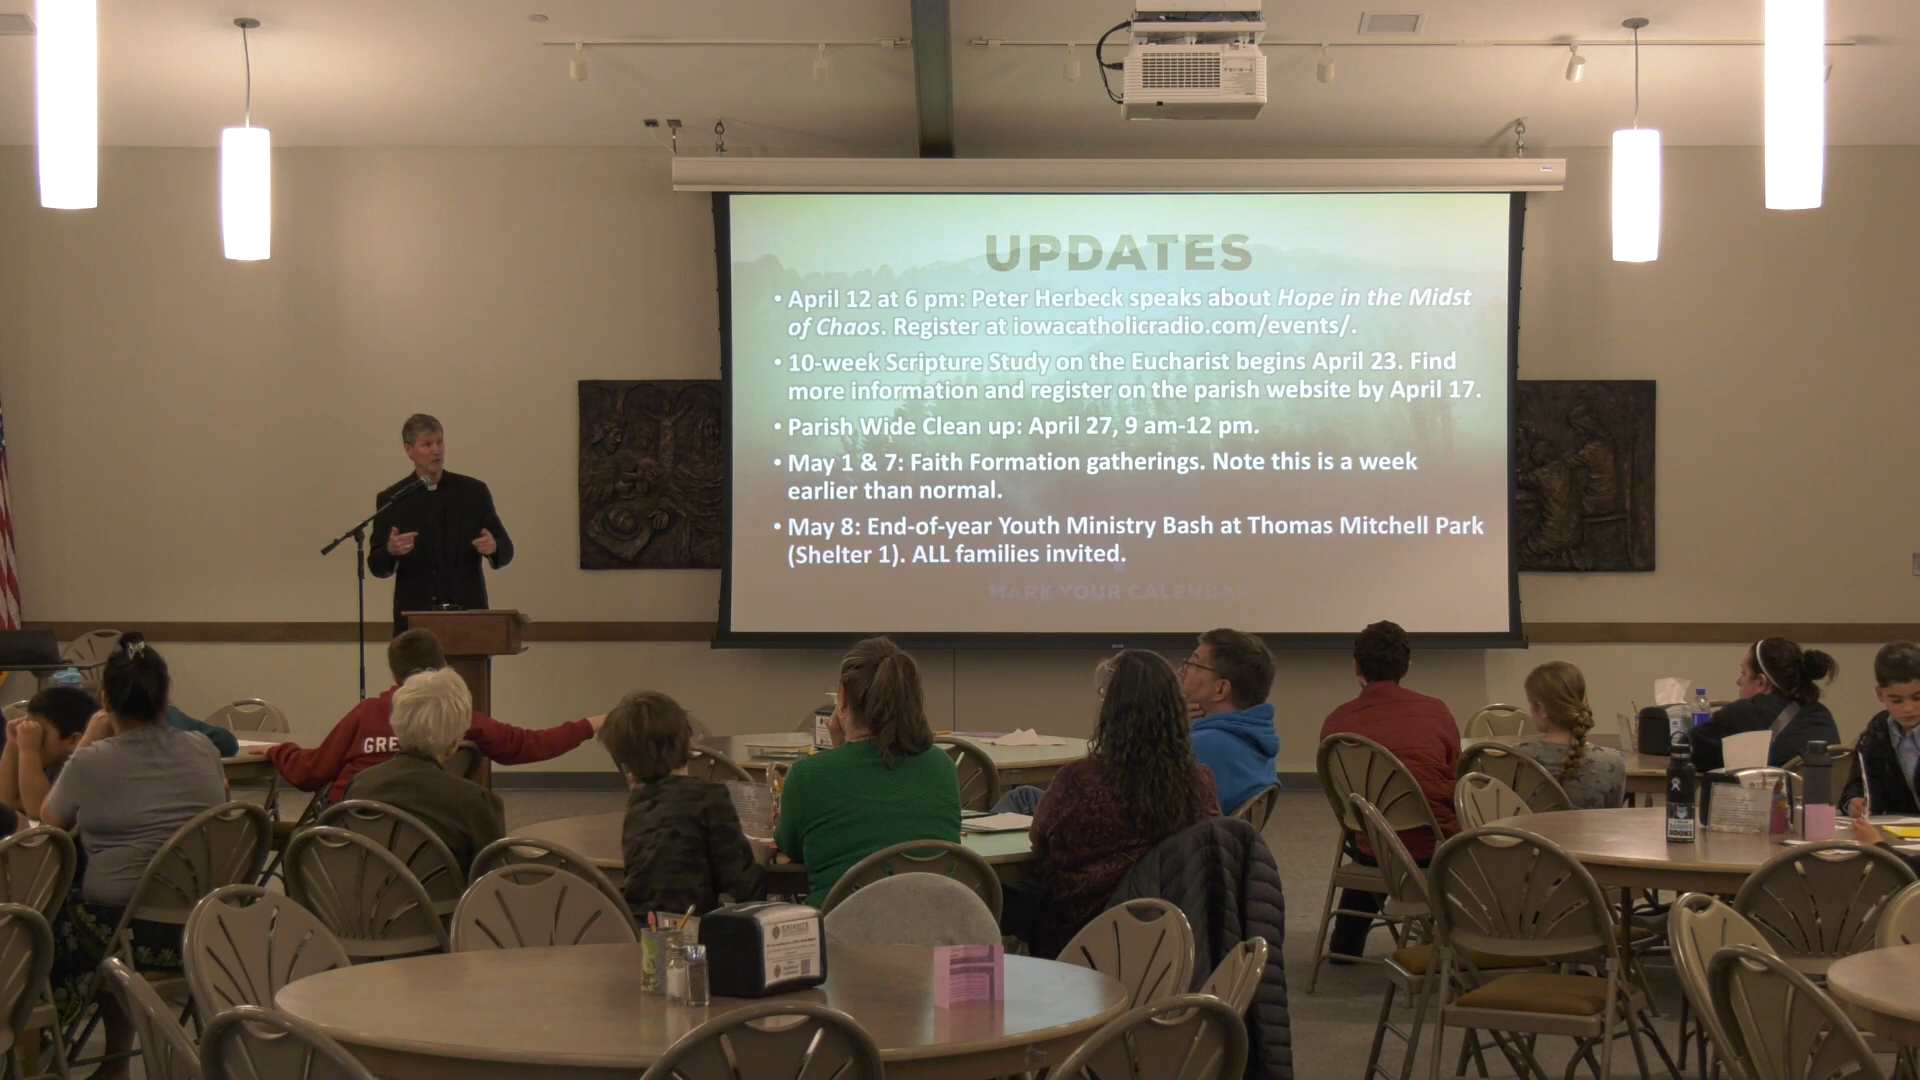 UPDATES
• April 12 at 6 pm: Peter Herbeck speaks about Hope in the Midst
of Chaos. Register at iowacatholicradio.com/events/.
• 10-week Scripture Study on the Eucharist begins April 23. Find
more information and register on the parish website by April 17.
• Parish Wide Clean up: April 27, 9 am-12 pm.
• May 1 & 7: Faith Formation gatherings. Note this is a week
earlier than normal.
• May 8: End-of-year Youth Ministry Bash at Thomas Mitchell Park
(Shelter 1). ALL families invited.
MARK YOUR CALENDAR
GRE
KNIGHTS